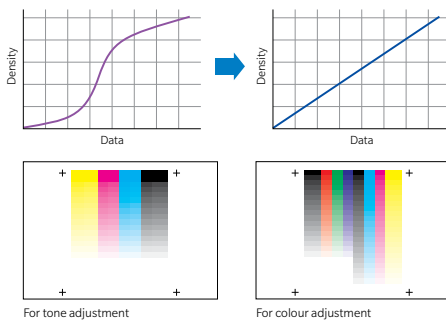 Density
Data
Density
Data
For tone adjustment
For colour adjustment